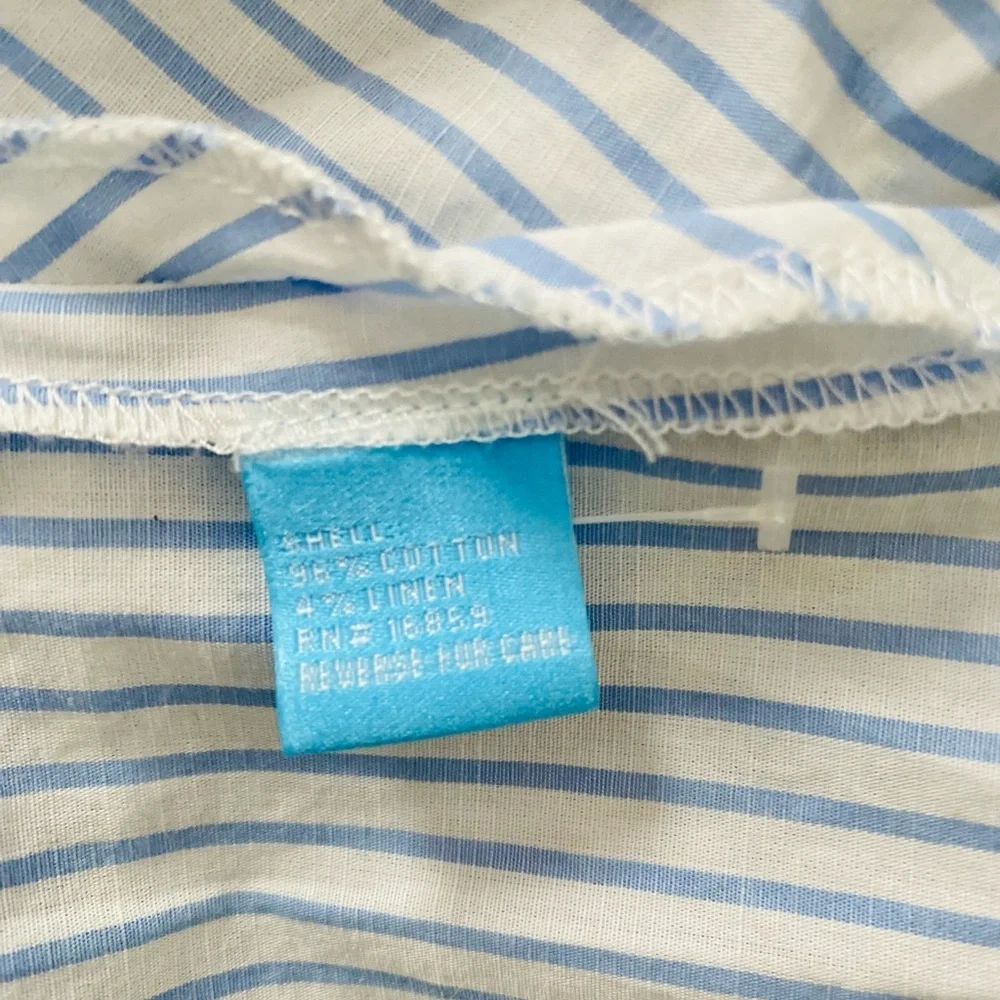 SHELL
96% COTTON
4% LINEN
RN# 16859
REVERSE FOR CARE